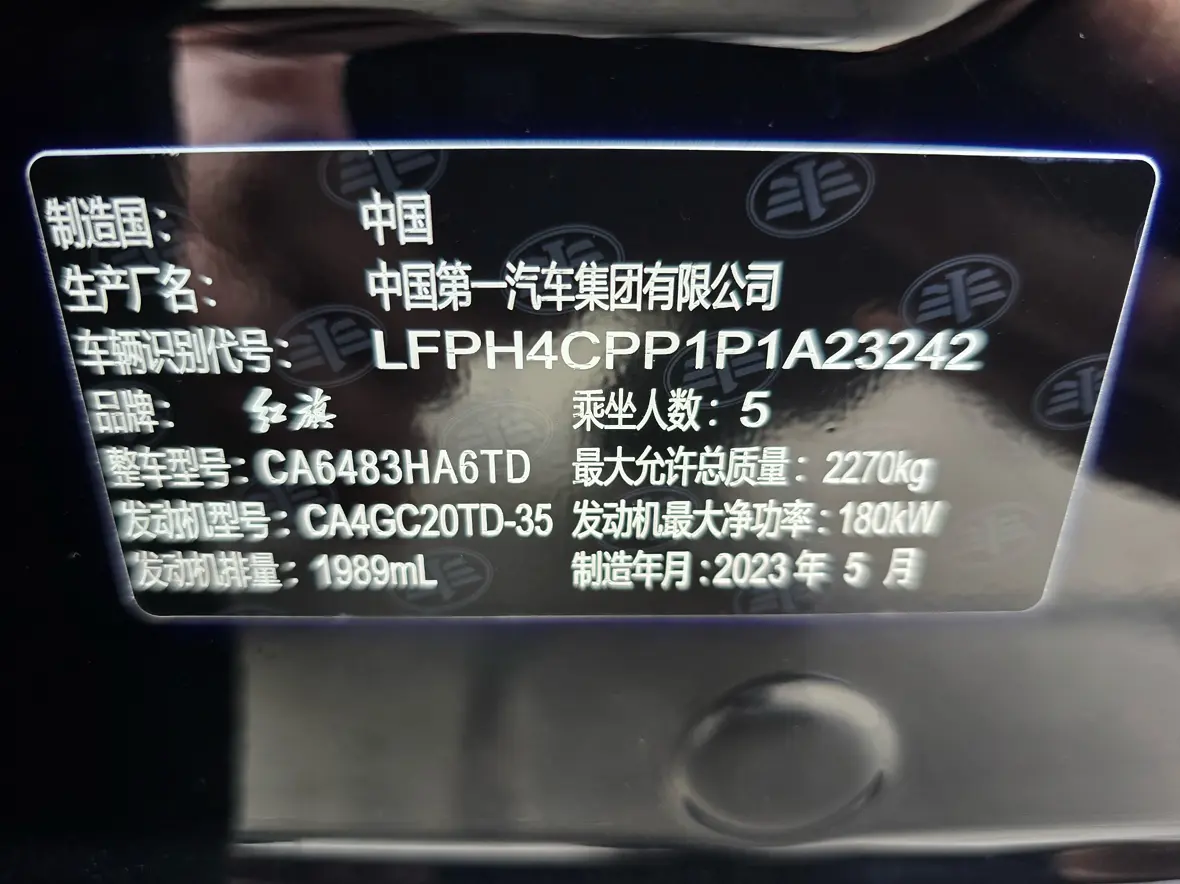 制造国： 中国
生产厂名： 中国第一汽车集团有限公司
车辆识别代号： LFPH4CPP1P1A23242
品牌： 红旗 乘坐人数：5
整车型号：CA6483HA6TD 最大允许总质量：2270kg
发动机型号：CA4GC20TD-35 发动机最大净功率：180kW
发动机排量：1989mL 制造年月：2023年 5 月